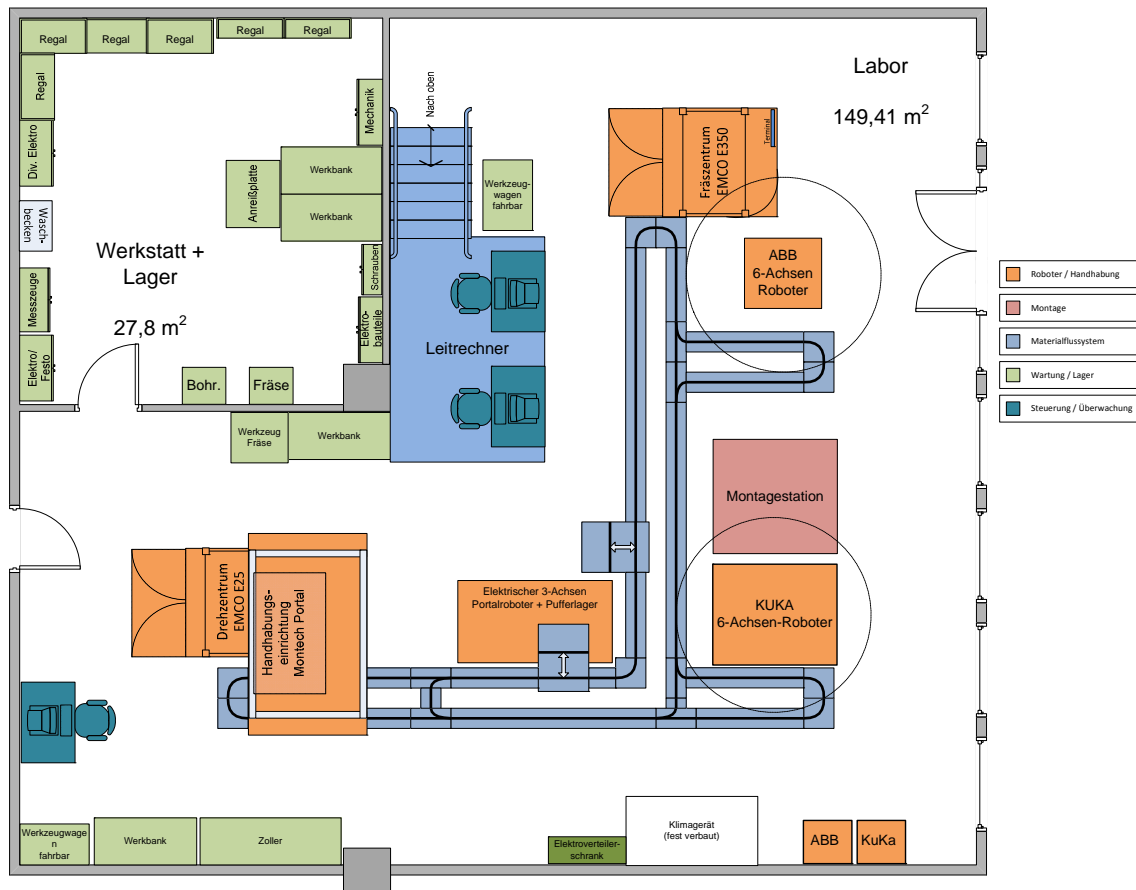 Regal
Regal
Regal
Regal
Regal
Regal
Div. Elektro
Wasch-
becken
Messzeuge
Elektro/
Festo
Werkstatt +
Lager
27,8 m²
Anreißplatte
Werkbank
Werkbank
Mechanik
Schrauben
Elektro-
bauteile
Bohr.
Fräse
Nach oben
Werkzeug-
wagen
fahrbar
Leitrechner
Werkzeug
Fräse
Werkbank
Labor
149,41 m²
Fräszentrum
EMCO E350
Terminal
ABB
6-Achsen
Roboter
Montagestation
KUKA
6-Achsen-Roboter
Elektrischer 3-Achsen
Portalroboter + Pufferlager
Drehzentrum
EMCO E25
Handhabungs-
einrichtung
Montech Portal
Werkzeugwage
n
fahrbar
Werkbank
Zoller
Elektroverteiler-
schrank
Klimagerät
(fest verbaut)
ABB
KuKa
Roboter / Handhabung
Montage
Materialflussystem
Wartung / Lager
Steuerung / Überwachung